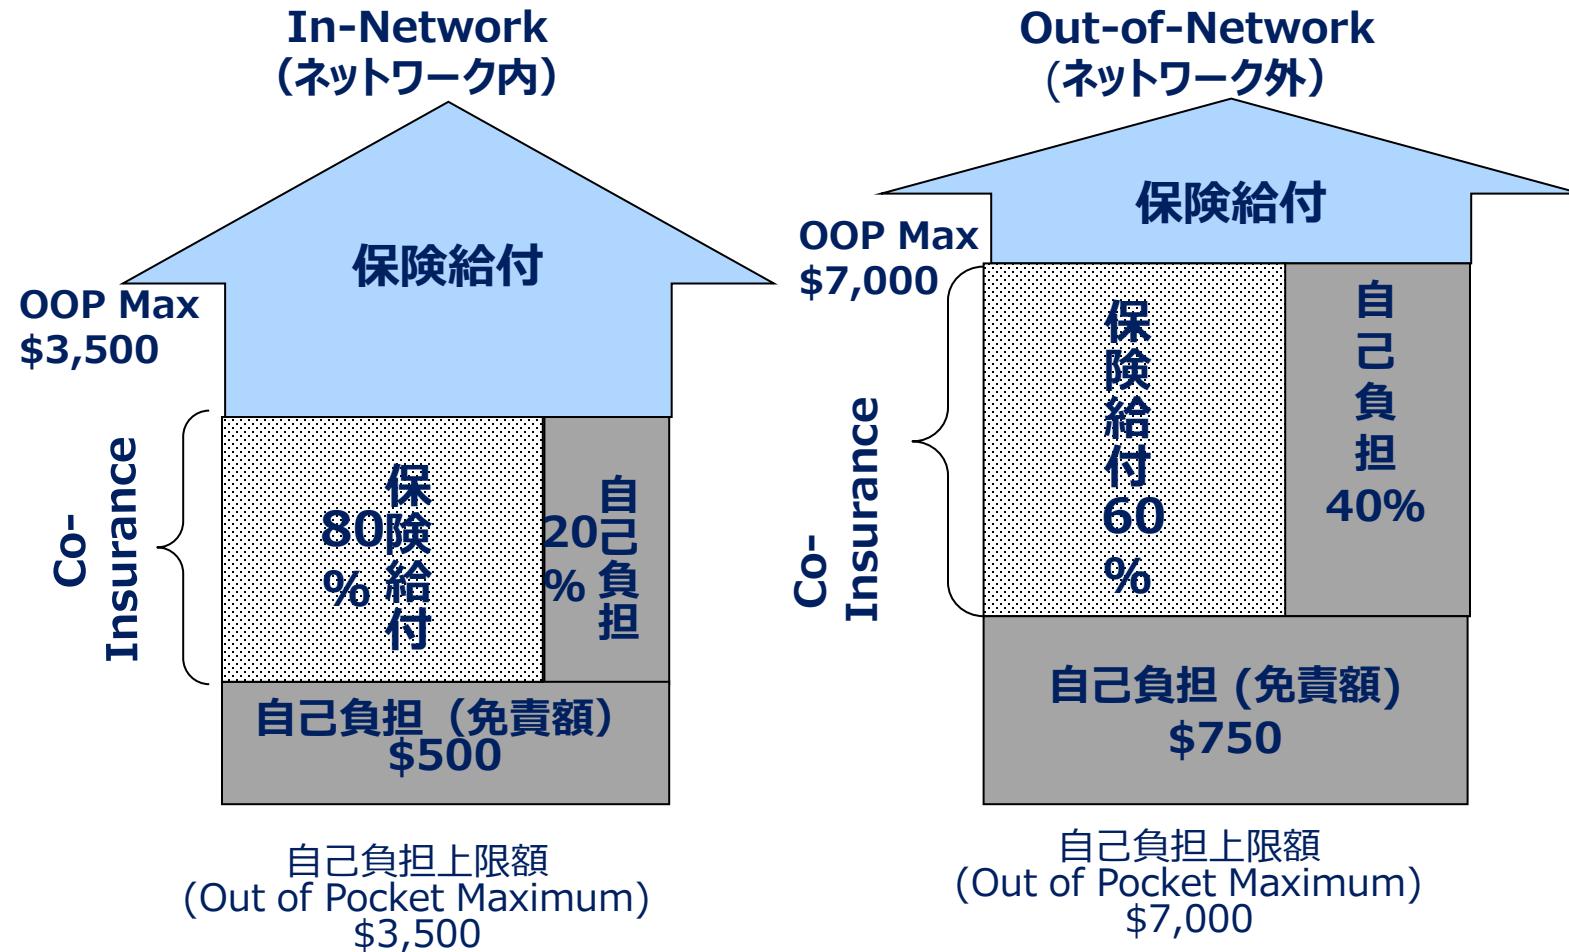 In-Network
（ネットワーク内）
保険給付
OOP Max
$3,500
Co-
Insurance
保険給付
80
%
自己負担
20
%
自己負担（免責額）
$500
自己負担上限額
(Out of Pocket Maximum)
$3,500
Out-of-Network
(ネットワーク外）
保険給付
OOP Max
$7,000
Co-
Insurance
保険給付60
%
自己負担
40%
自己負担 (免責額)
$750
自己負担上限額
(Out of Pocket Maximum)
$7,000